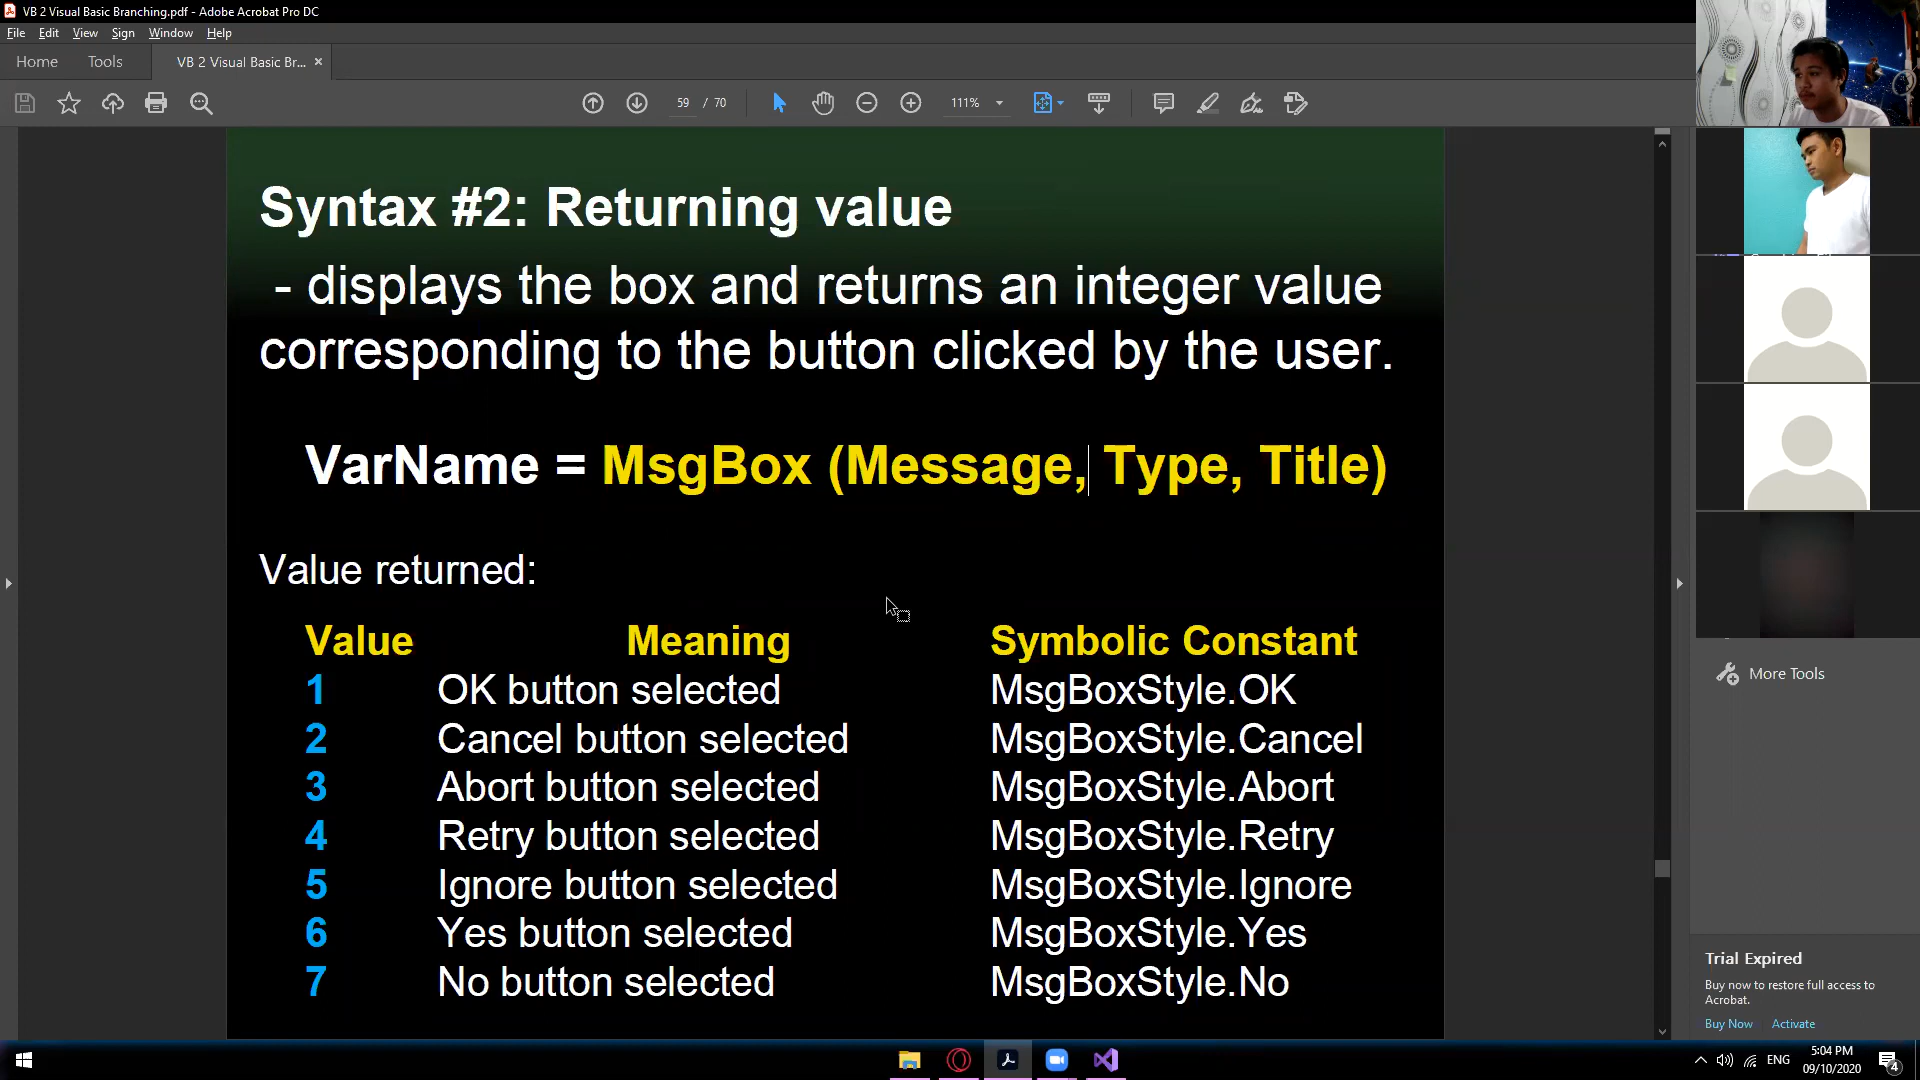 VB 2 Visual Basic Branching.pdf - Adobe Acrobat Pro DC
File Edit View Sign Window Help
Home Tools VB 2 Visual Basic Br... ×
59 / 70 111%
Syntax #2: Returning value
- displays the box and returns an integer value
corresponding to the button clicked by the user.
VarName = MsgBox (Message, Type, Title)
Value returned:
Value Meaning Symbolic Constant
1 OK button selected MsgBoxStyle.OK
2 Cancel button selected MsgBoxStyle.Cancel
3 Abort button selected MsgBoxStyle.Abort
4 Retry button selected MsgBoxStyle.Retry
5 Ignore button selected MsgBoxStyle.Ignore
6 Yes button selected MsgBoxStyle.Yes
7 No button selected MsgBoxStyle.No
More Tools
Trial Expired
Buy now to restore full access to
Acrobat.
Buy Now Activate
ENG
5:04 PM
09/10/2020
4